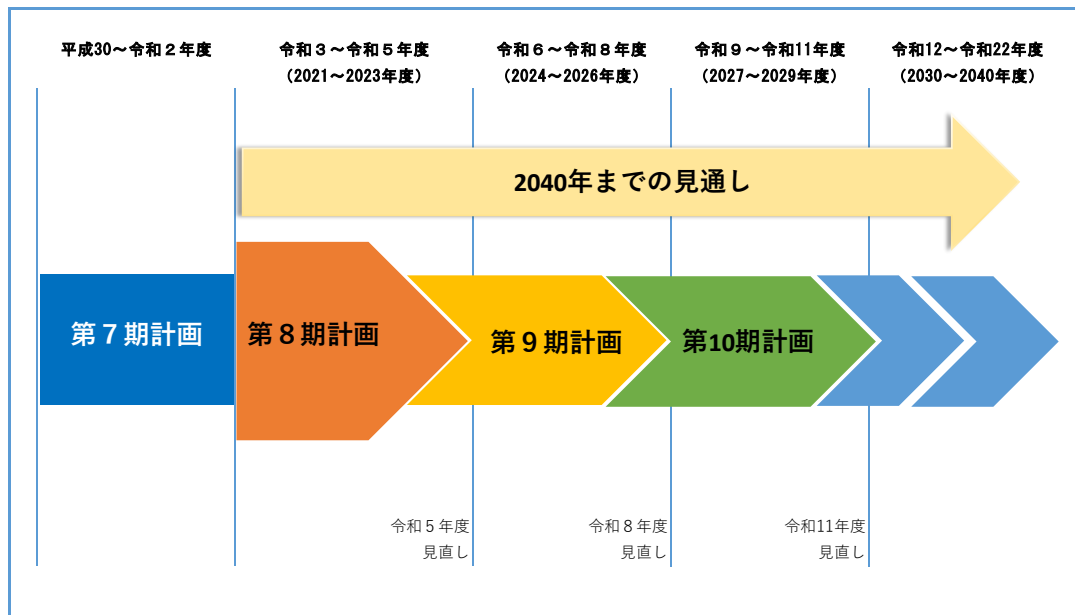 平成30～令和２年度
令和３～令和５年度
（2021～2023年度）
令和６～令和８年度
（2024～2026年度）
令和９～令和11年度
（2027～2029年度）
令和12～令和22年度
（2030～2040年度）
2040年までの見通し
第７期計画
第８期計画
第９期計画
第10期計画
令和５年度
見直し
令和８年度
見直し
令和11年度
見直し